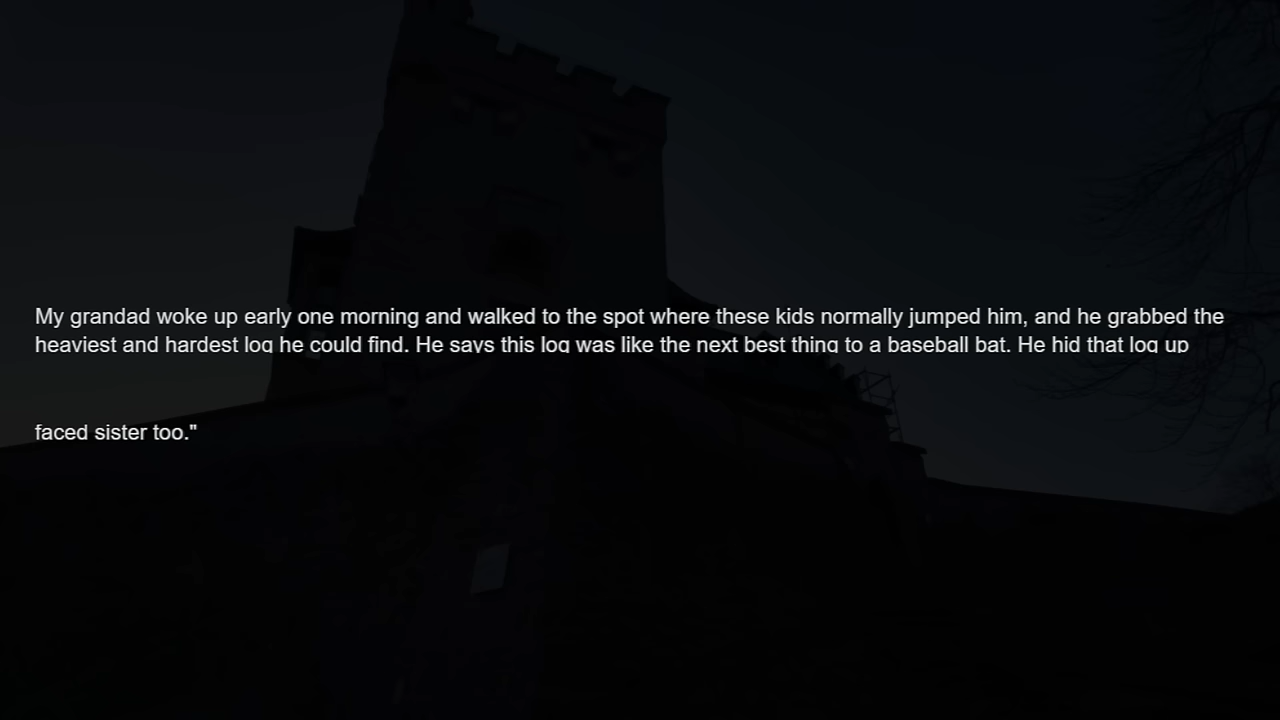 My grandad woke up early one morning and walked to the spot where these kids normally jumped him, and he grabbed the
heaviest and hardest log he could find. He says this log was like the next best thing to a baseball bat. He hid that log up
faced sister too."